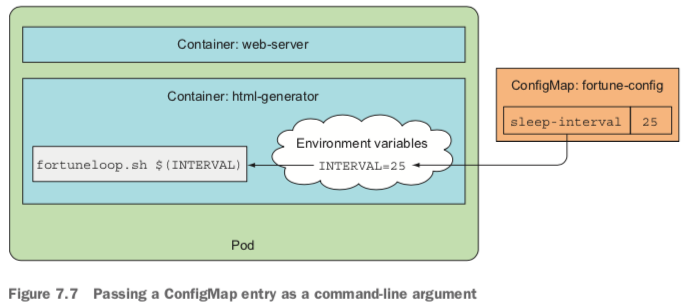 Container: web-server
Container: html-generator
ConfigMap: fortune-config
sleep-interval 25
Environment variables
fortuneloop.sh $(INTERVAL)
INTERVAL=25
Pod
Figure 7.7 Passing a ConfigMap entry as a command-line argument